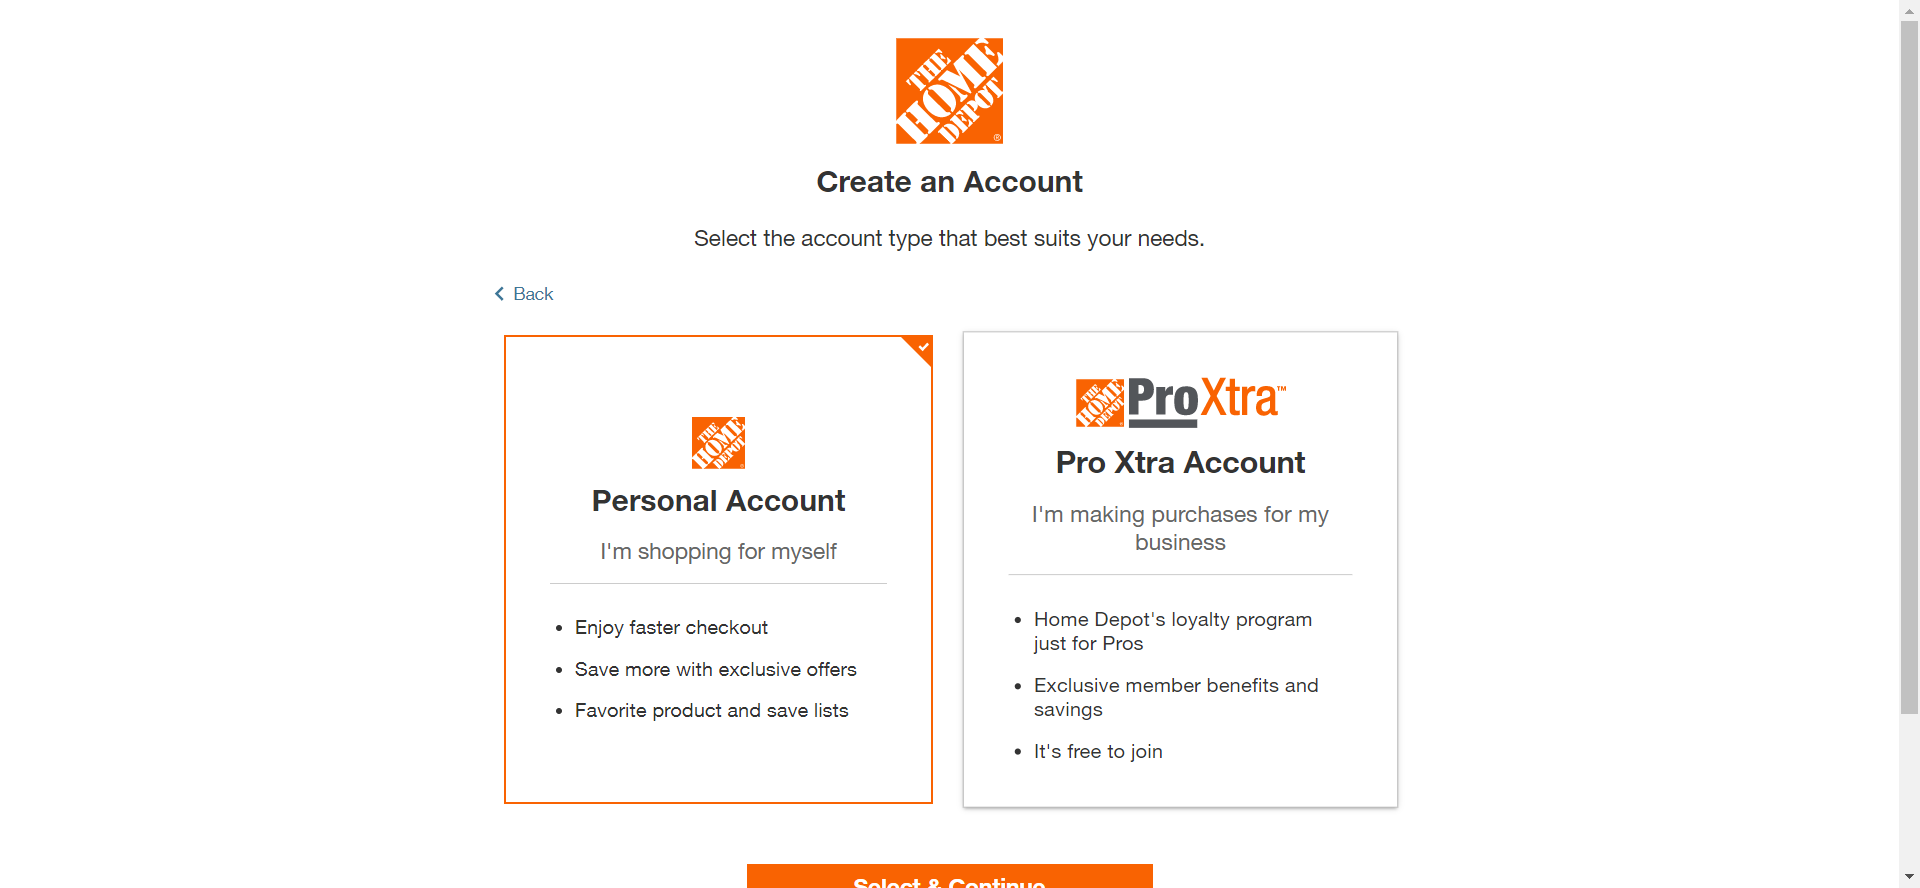 THE
HOME
DEPOT
®
Create an Account
Select the account type that best suits your needs.
Back
THE
HOME
DEPOT
Personal Account
I'm shopping for myself
• Enjoy faster checkout
• Save more with exclusive offers
• Favorite product and save lists
THE
HOME
DEPOT
ProXtra™
Pro Xtra Account
I'm making purchases for my
business
• Home Depot's loyalty program
just for Pros
• Exclusive member benefits and
savings
• It's free to join
Select & Continue